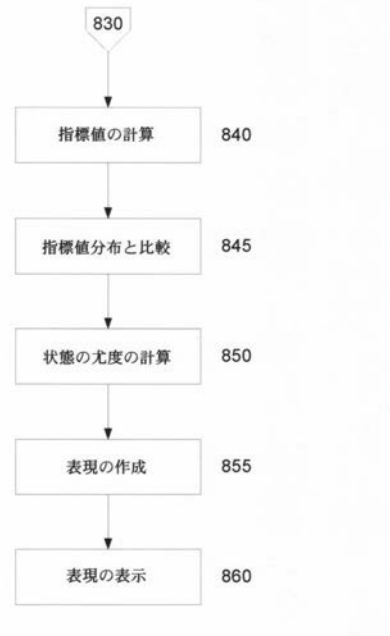 830
指標値の計算 840
指標値分布と比較 845
状態の尤度の計算 850
表現の作成 855
表現の表示 860